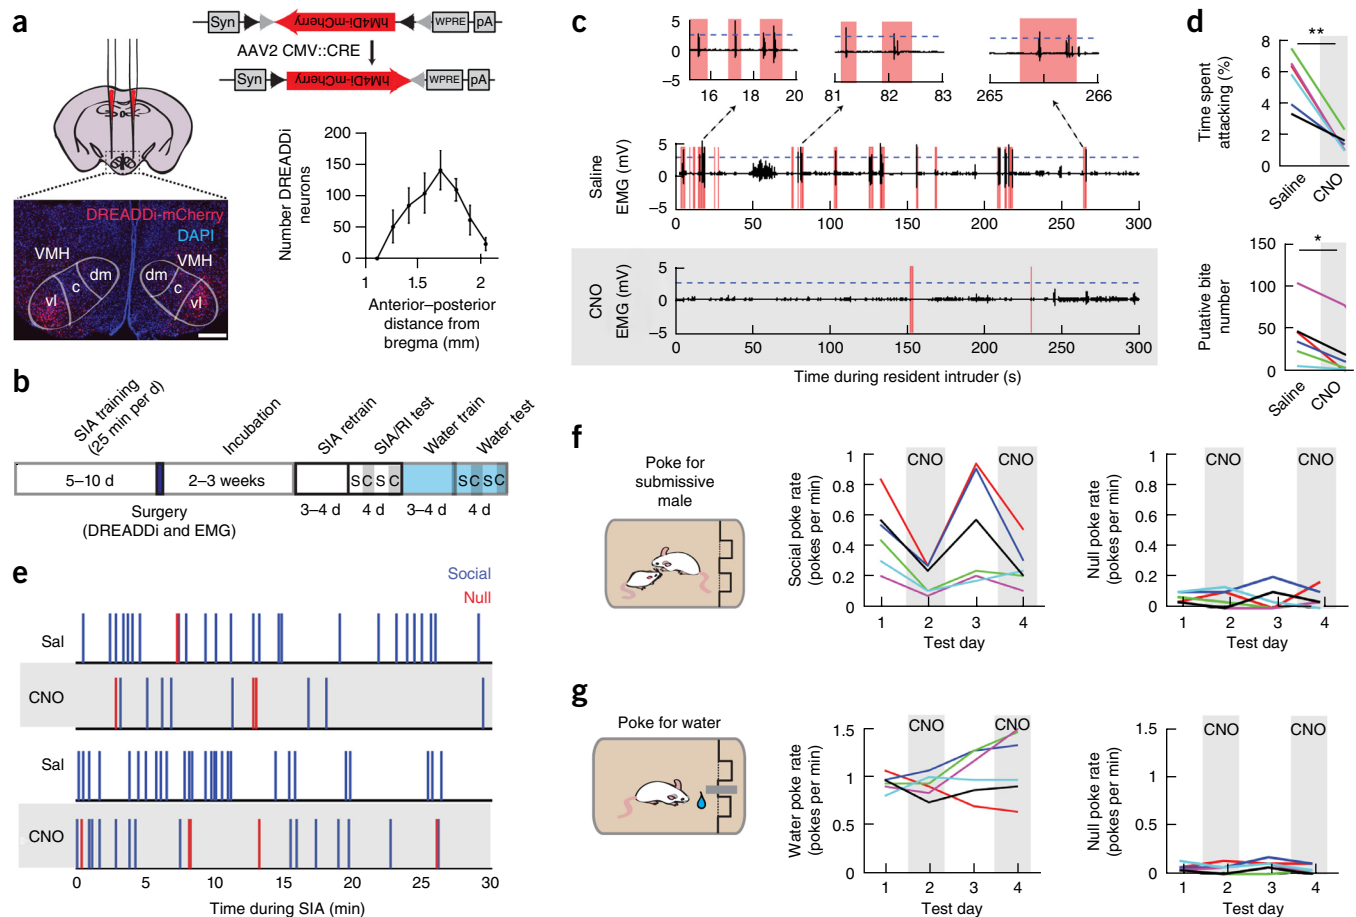 a
Syn
hM4Di-mCherry
WPRE
pA
AAV2 CMV::CRE
Syn
hM4Di-mCherry
WPRE
pA
DREADDi-mCherry
DAPI
VMH
VMH
dm
dm
c
c
vl
vl
200
150
100
50
0
Number DREADDi
neurons
1
1.5
2
Anterior–posterior
distance from
bregma (mm)
b
SIA training
(25 min per d)
Incubation
SIA retrain
SIA/RI test
Water train
Water test
5–10 d
2–3 weeks
S C S C
S C S C
Surgery
(DREADDi and EMG)
3–4 d
4 d
3–4 d
4 d
c
5
0
–5
16
18
20
81
82
83
265
266
Saline
EMG (mV)
5
0
–5
0
50
100
150
200
250
300
CNO
EMG (mV)
5
0
–5
0
50
100
150
200
250
300
Time during resident intruder (s)
d
Time spent
attacking (%)
8
6
4
2
0
**
Saline
CNO
Putative bite
number
150
100
50
0
*
Saline
CNO
e
Social
Null
Sal
CNO
Sal
CNO
0
5
10
15
20
25
30
Time during SIA (min)
f
Poke for
submissive
male
Social poke rate
(pokes per min)
1
0.8
0.6
0.4
0.2
0
CNO
CNO
1
2
3
4
Test day
Null poke rate
(pokes per min)
1
0.8
0.6
0.4
0.2
0
CNO
CNO
1
2
3
4
Test day
g
Poke for water
Water poke rate
(pokes per min)
1.5
1
0.5
0
CNO
CNO
1
2
3
4
Test day
Null poke rate
(pokes per min)
1.5
1
0.5
0
CNO
CNO
1
2
3
4
Test day